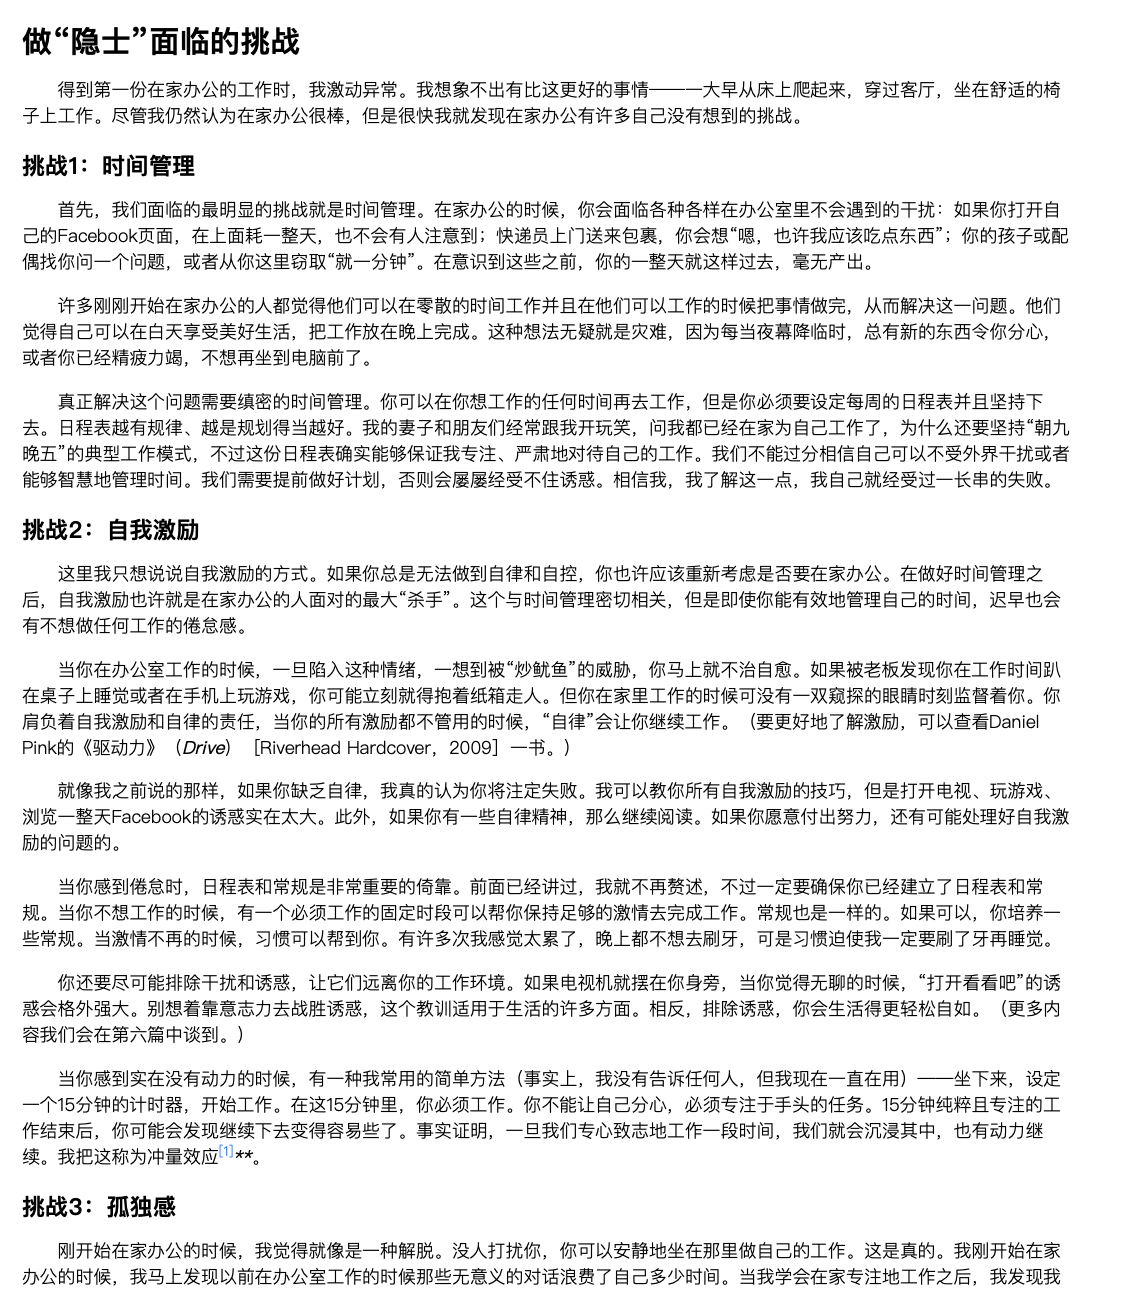 做“隐士”面临的挑战
得到第一份在家办公的工作时，我激动异常。我想象不出有比这更好的事情——一大早从床上爬起来，穿过客厅，坐在舒适的椅
子上工作。尽管我仍然认为在家办公很棒，但是很快我就发现在家办公有许多自己没有想到的挑战。
挑战1：时间管理
首先，我们面临的最明显的挑战就是时间管理。在家办公的时候，你会面临各种各样在办公室里不会遇到的干扰：如果你打开自
己的Facebook页面，在上面耗一整天，也不会有人注意到；快递员上门送来包裹，你会想“嗯，也许我应该吃点东西”；你的孩子或配
偶找你问一个问题，或者从你这里窃取“就一分钟”。在意识到这些之前，你的一整天就这样过去，毫无产出。
许多刚刚开始在家办公的人都觉得他们可以在零散的时间工作并且在他们可以工作的时候把事情做完，从而解决这一问题。他们
觉得自己可以在白天享受美好生活，把工作放在晚上完成。这种想法无疑就是灾难，因为每当夜幕降临时，总有新的东西令你分心，
或者你已经精疲力竭，不想再坐到电脑前了。
真正解决这个问题需要缜密的时间管理。你可以在你想工作的任何时间再去工作，但是你必须要设定每周的日程表并且坚持下
去。日程表越有规律、越是规划得当越好。我的妻子和朋友们经常跟我开玩笑，问我都已经在家为自己工作了，为什么还要坚持“朝九
晚五”的典型工作模式，不过这份日程表确实能够保证我专注、严肃地对待自己的工作。我们不能过分相信自己可以不受外界干扰或者
能够智慧地管理时间。我们需要提前做好计划，否则会屡屡经受不住诱惑。相信我，我了解这一点，我自己就经受过一长串的失败。
挑战2：自我激励
这里我只想说说自我激励的方式。如果你总是无法做到自律和自控，你也许应该重新考虑是否要在家办公。在做好时间管理之
后，自我激励也许就是在家办公的人面对的最大“杀手”。这个与时间管理密切相关，但是即使你能有效地管理自己的时间，迟早也会
有不想做任何工作的倦怠感。
当你在办公室工作的时候，一旦陷入这种情绪，一想到被“炒鱿鱼”的威胁，你马上就不治自愈。如果被老板发现你在工作时间趴
在桌子上睡觉或者在手机上玩游戏，你可能立刻就得抱着纸箱走人。但你在家里工作的时候可没有一双窥探的眼睛时刻监督着你。你
肩负着自我激励和自律的责任，当你的所有激励都不管用的时候，“自律”会让你继续工作。（要更好地了解激励，可以查看Daniel
Pink的《驱动力》（Drive）［Riverhead Hardcover，2009］一书。）
就像我之前说的那样，如果你缺乏自律，我真的认为你将注定失败。我可以教你所有自我激励的技巧，但是打开电视、玩游戏、
浏览一整天Facebook的诱惑实在太大。此外，如果你有一些自律精神，那么继续阅读。如果你愿意付出努力，还有可能处理好自我激
励的问题的。
当你感到倦怠时，日程表和常规是非常重要的倚靠。前面已经讲过，我就不再赘述，不过一定要确保你已经建立了日程表和常
规。当你不想工作的时候，有一个必须工作的固定时段可以帮你保持足够的激情去完成工作。常规也是一样的。如果可以，你培养一
些常规。当激情不再的时候，习惯可以帮到你。有许多次我感觉太累了，晚上都不想去刷牙，可是习惯迫使我一定要刷了牙再睡觉。
你还要尽可能排除干扰和诱惑，让它们远离你的工作环境。如果电视机就摆在你身旁，当你觉得无聊的时候，“打开看看吧”的诱
惑会格外强大。别想着靠意志力去战胜诱惑，这个教训适用于生活的许多方面。相反，排除诱惑，你会生活得更轻松自如。（更多内
容我们会在第六篇中谈到。）
当你感到实在没有动力的时候，有一种我常用的简单方法（事实上，我没有告诉任何人，但我现在一直在用）——坐下来，设定
一个15分钟的计时器，开始工作。在这15分钟里，你必须工作。你不能让自己分心，必须专注于手头的任务。15分钟纯粹且专注的工
作结束后，你可能会发现继续下去变得容易些了。事实证明，一旦我们专心致志地工作一段时间，我们就会沉浸其中，也有动力继
续。我把这称为冲量效应[1]**。
挑战3：孤独感
刚开始在家办公的时候，我觉得就像是一种解脱。没人打扰你，你可以安静地坐在那里做自己的工作。这是真的。我刚开始在家
办公的时候，我马上发现以前在办公室工作的时候那些无意义的对话浪费了自己多少时间。当我学会在家专注地工作之后，我发现我